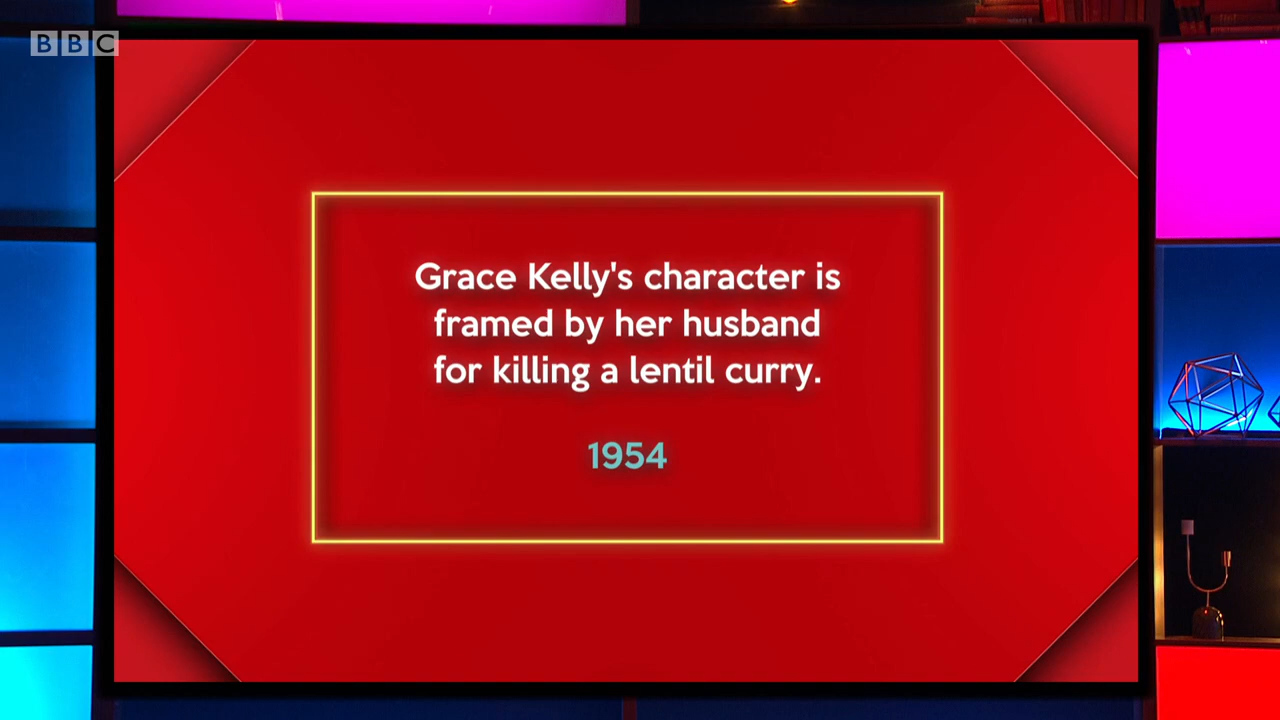 BBC
Grace Kelly's character is
framed by her husband
for killing a lentil curry.
1954